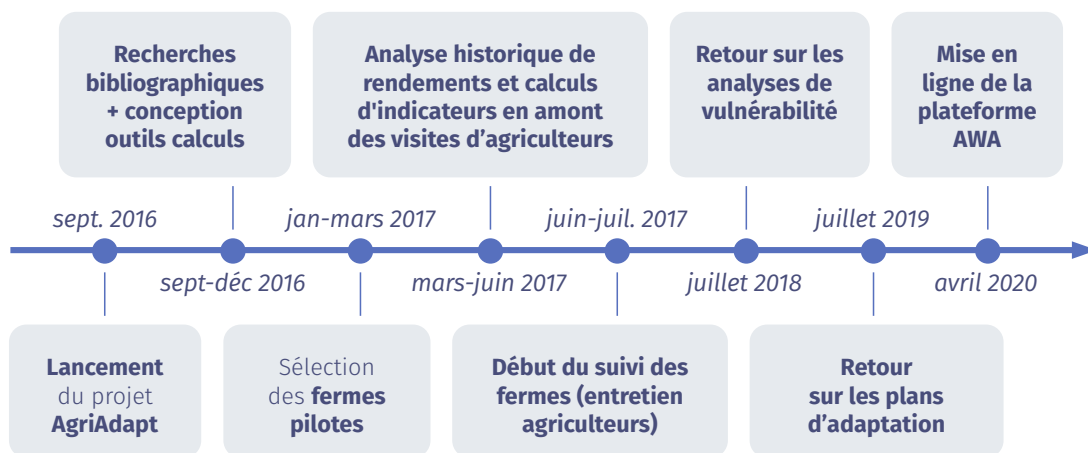 Recherches
bibliographiques
+ conception
outils calculs
Analyse historique de
rendements et calculs
d'indicateurs en amont
des visites d’agriculteurs
Retour sur les
analyses de
vulnérabilité
Mise en
ligne de la
plateforme
AWA
sept. 2016
jan-mars 2017
juin-juil. 2017
juillet 2019
sept-déc 2016
mars-juin 2017
juillet 2018
avril 2020
Lancement
du projet
AgriAdapt
Sélection
des fermes
pilotes
Début du suivi des
fermes (entretien
agriculteurs)
Retour
sur les plans
d’adaptation